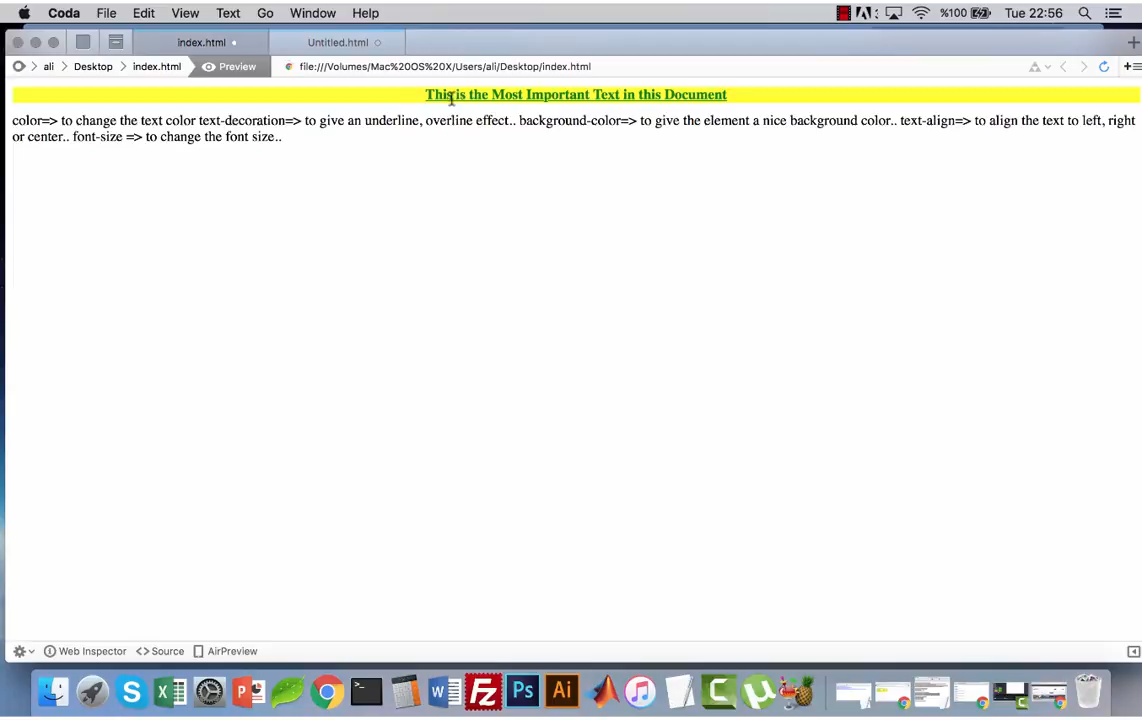 Coda File Edit View Text Go Window Help %100 Tue 22:56
index.html Untitled.html
ali Desktop index.html Preview file:///Volumes/Mac%20OS%20X/Users/ali/Desktop/index.html
This is the Most Important Text in this Document
color=> to change the text color text-decoration=> to give an underline, overline effect.. background-color=> to give the element a nice background color.. text-align=> to align the text to left, right
or center.. font-size => to change the font size..
Web Inspector <> Source AirPreview
S X P W Fz Ps Ai C µ